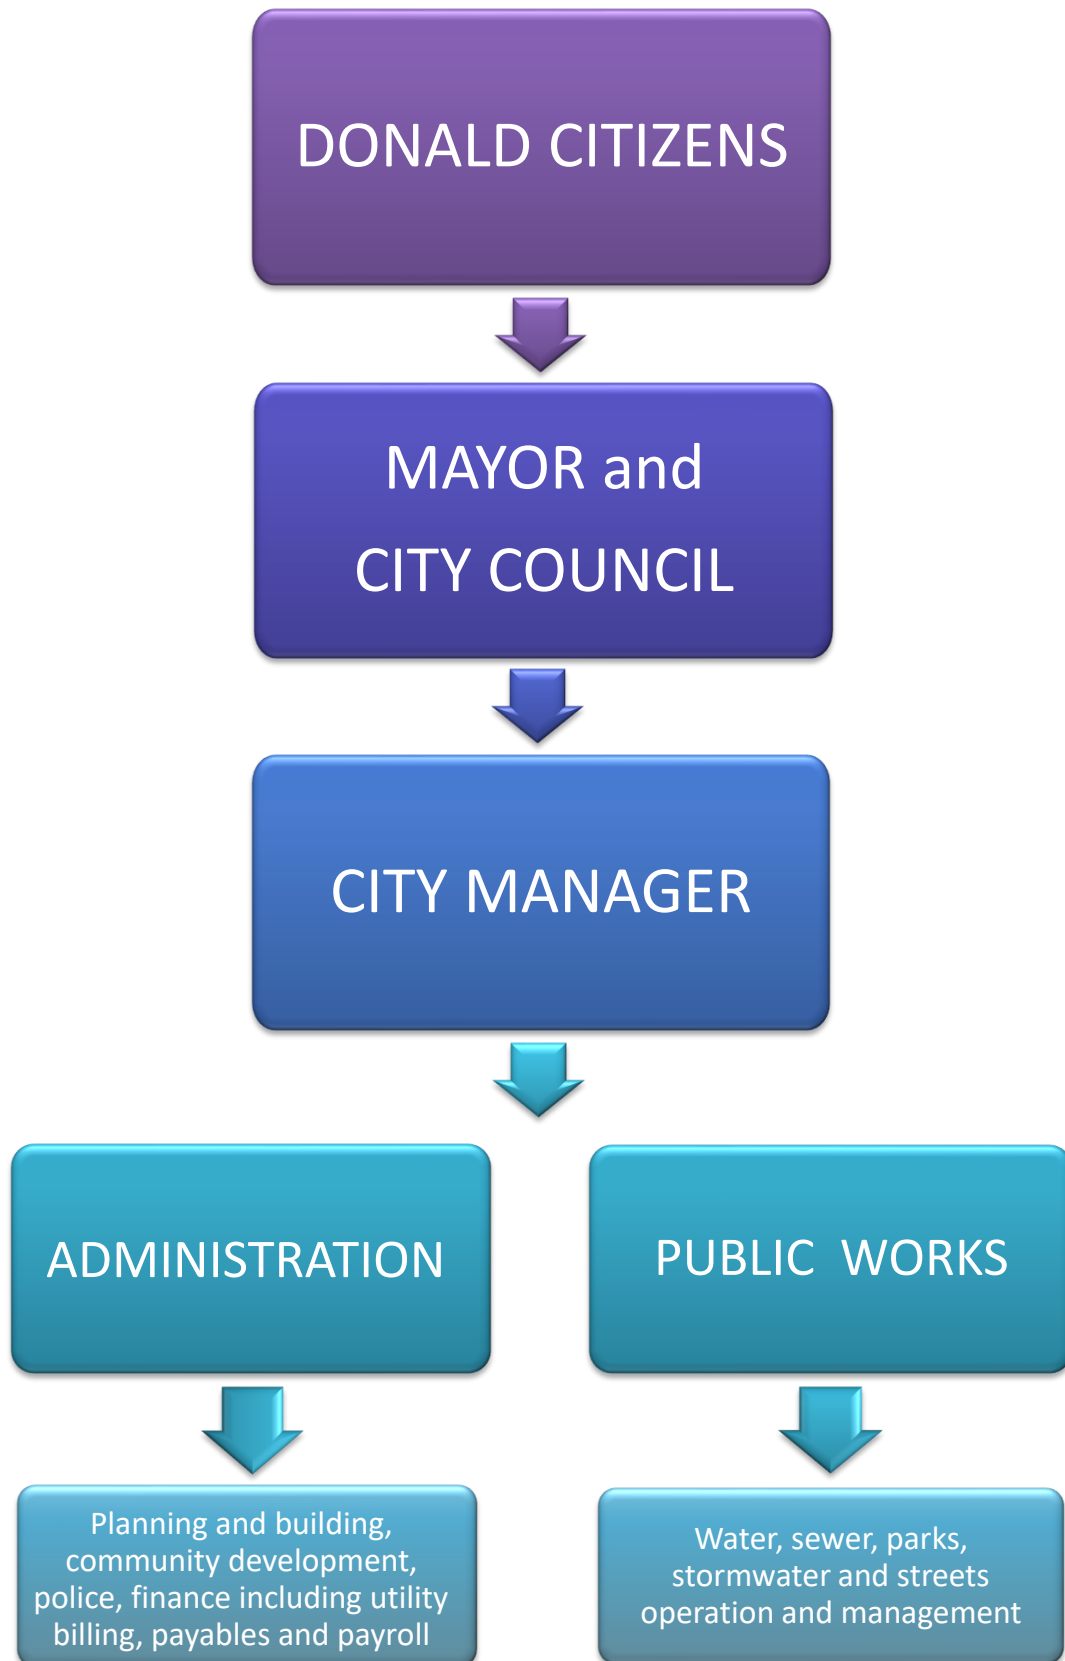 DONALD CITIZENS
MAYOR and
CITY COUNCIL
CITY MANAGER
ADMINISTRATION
PUBLIC WORKS
Planning and building,
community development,
police, finance including utility
billing, payables and payroll
Water, sewer, parks,
stormwater and streets
operation and management